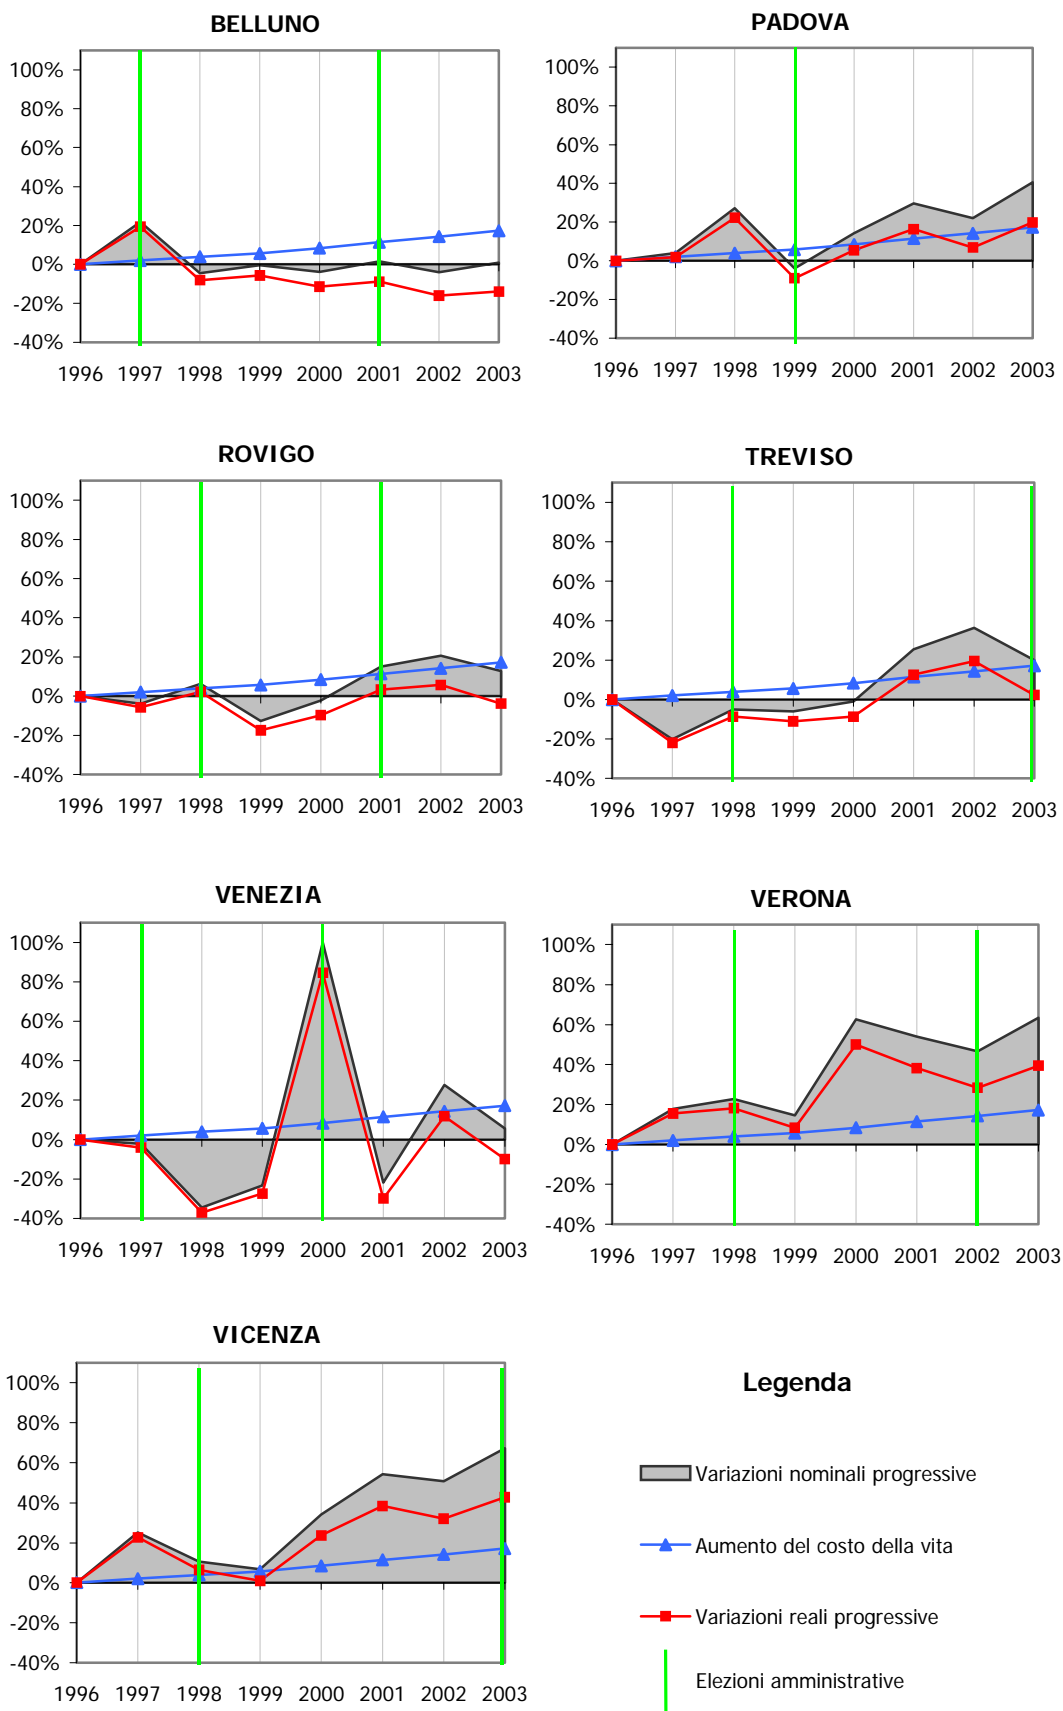 BELLUNO
100%
80%
60%
40%
20%
0%
-20%
-40%
1996 1997 1998 1999 2000 2001 2002 2003
PADOVA
100%
80%
60%
40%
20%
0%
-20%
-40%
1996 1997 1998 1999 2000 2001 2002 2003
ROVIGO
100%
80%
60%
40%
20%
0%
-20%
-40%
1996 1997 1998 1999 2000 2001 2002 2003
TREVISO
100%
80%
60%
40%
20%
0%
-20%
-40%
1996 1997 1998 1999 2000 2001 2002 2003
VENEZIA
100%
80%
60%
40%
20%
0%
-20%
-40%
1996 1997 1998 1999 2000 2001 2002 2003
VERONA
100%
80%
60%
40%
20%
0%
-20%
-40%
1996 1997 1998 1999 2000 2001 2002 2003
VICENZA
100%
80%
60%
40%
20%
0%
-20%
-40%
1996 1997 1998 1999 2000 2001 2002 2003
Legenda
Variazioni nominali progressive
Aumento del costo della vita
Variazioni reali progressive
Elezioni amministrative